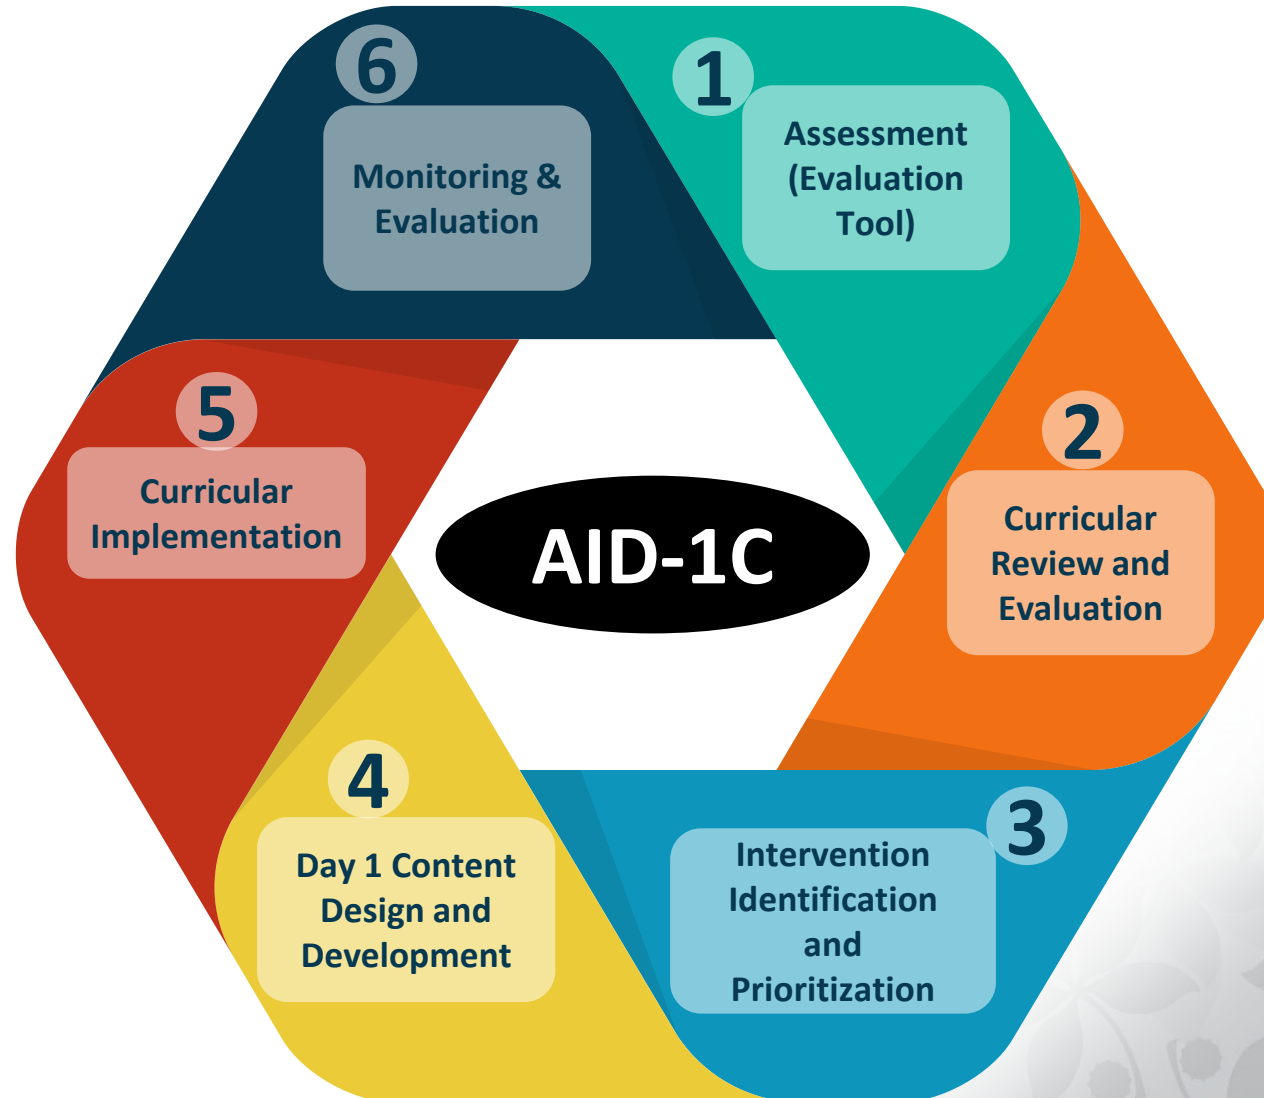 1
Assessment
(Evaluation
Tool)
2
Curricular
Review and
Evaluation
3
Intervention
Identification
and
Prioritization
4
Day 1 Content
Design and
Development
5
Curricular
Implementation
6
Monitoring &
Evaluation
AID-1C